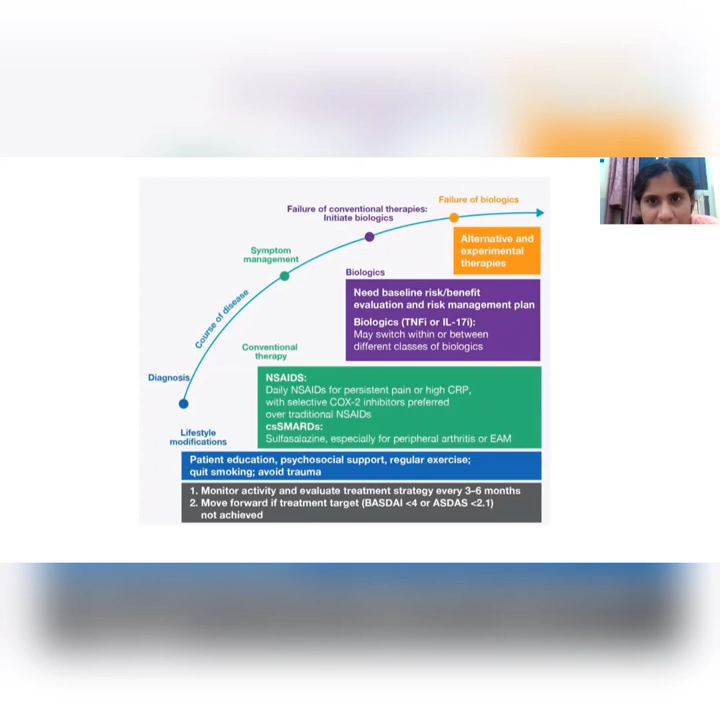 Failure of biologics
Failure of conventional therapies:
Initiate biologics
Alternative and
experimental
therapies
Symptom
management
Biologics
Need baseline risk/benefit
evaluation and risk management plan
Biologics (TNFi or IL-17i):
May switch within or between
different classes of biologics
Course of disease
Conventional
therapy
Diagnosis
NSAIDS:
Daily NSAIDs for persistent pain or high CRP,
with selective COX-2 inhibitors preferred
over traditional NSAIDs
csSMARDs:
Sulfasalazine, especially for peripheral arthritis or EAM
Lifestyle
modifications
Patient education, psychosocial support, regular exercise;
quit smoking; avoid trauma
1. Monitor activity and evaluate treatment strategy every 3–6 months
2. Move forward if treatment target (BASDAI <4 or ASDAS <2.1)
not achieved